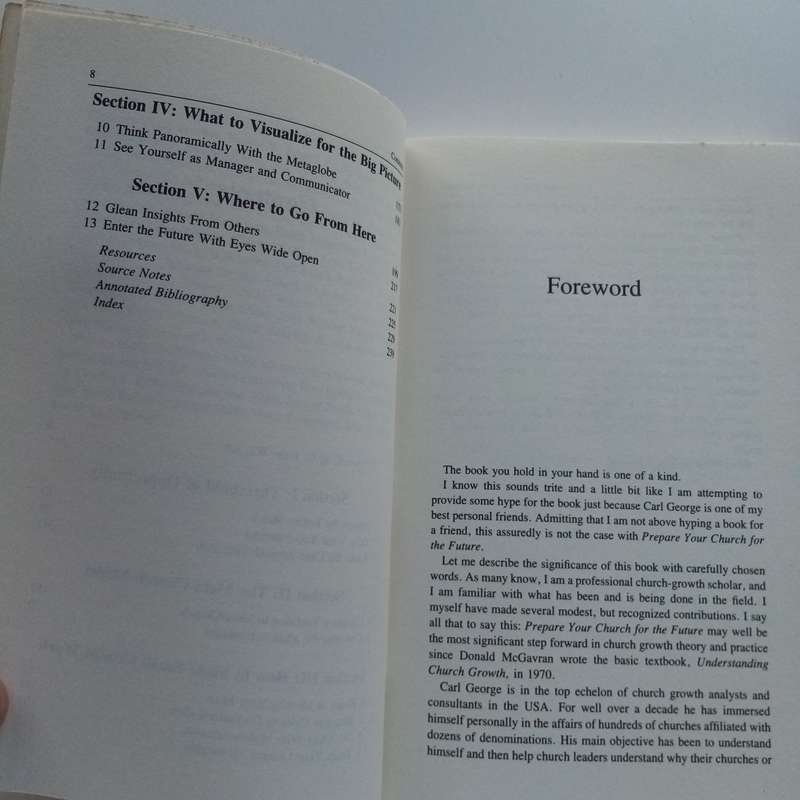 8
Contents
Section IV: What to Visualize for the Big Picture
10 Think Panoramically With the Metaglobe
11 See Yourself as Manager and Communicator
Section V: Where to Go From Here
12 Glean Insights From Others
13 Enter the Future With Eyes Wide Open 217
Resources 221
Source Notes 225
Annotated Bibliography 229
Index 239
Foreword
The book you hold in your hand is one of a kind.
I know this sounds trite and a little bit like I am attempting to
provide some hype for the book just because Carl George is one of my
best personal friends. Admitting that I am not above hyping a book for
a friend, this assuredly is not the case with Prepare Your Church for
the Future.
Let me describe the significance of this book with carefully chosen
words. As many know, I am a professional church-growth scholar, and
I am familiar with what has been and is being done in the field. I
myself have made several modest, but recognized contributions. I say
all that to say this: Prepare Your Church for the Future may well be
the most significant step forward in church growth theory and practice
since Donald McGavran wrote the basic textbook, Understanding
Church Growth, in 1970.
Carl George is in the top echelon of church growth analysts and
consultants in the USA. For well over a decade he has immersed
himself personally in the affairs of hundreds of churches affiliated with
dozens of denominations. His main objective has been to understand
himself and then help church leaders understand why their churches or